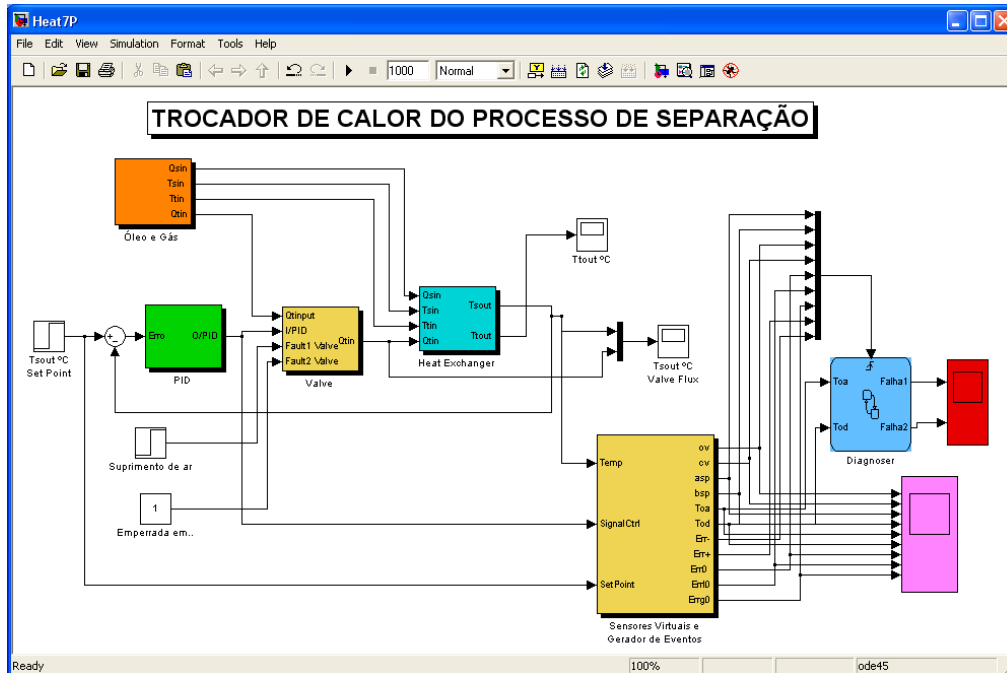 Heat7P
File Edit View Simulation Format Tools Help
1000 Normal
TROCADOR DE CALOR DO PROCESSO DE SEPARAÇÃO
Qsin
Tsin
Ttin
Qtin
Óleo e Gás
Ttout ºC
Qsin
Tsin
Ttin
Qtin
Tsout
Ttout
Heat Exchanger
Tsout ºC
Set Point
Erro O/PID
PID
Qtinput
I/PID
Fault1 Valve
Fault2 Valve
Qtin
Valve
Tsout ºC
Valve Flux
Toa
Tod
Falha1
Falha2
Diagnoser
Suprimento de ar
1
Emperrada em..
Temp
SignalCtrl
SetPoint
ov
cv
asp
bsp
Toa
Tod
Err-
Err+
Err0
Errl0
Errg0
Sensores Virtuais e
Gerador de Eventos
Ready 100% ode45